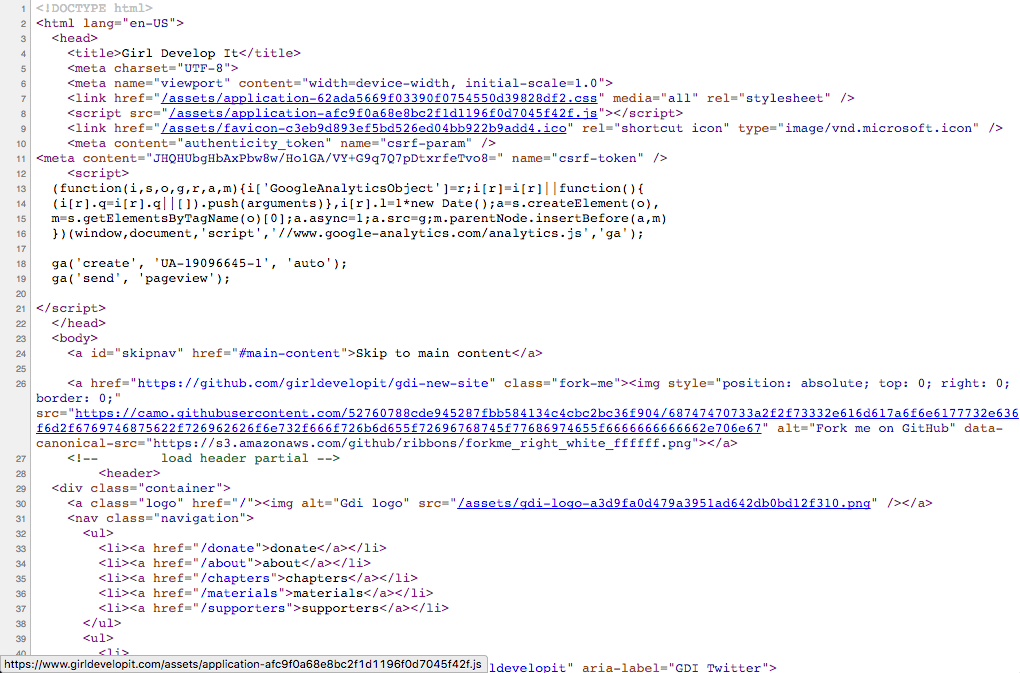 1 <!DOCTYPE html>
2 <html lang="en-US">
3 <head>
4 <title>Girl Develop It</title>
5 <meta charset="UTF-8">
6 <meta name="viewport" content="width=device-width, initial-scale=1.0">
7 <link href="/assets/application-62ada5669f03390f0754550d39828df2.css" media="all" rel="stylesheet" />
8 <script src="/assets/application-afc9f0a68e8bc2f1d1196f0d7045f42f.js"></script>
9 <link href="/assets/favicon-c3eb9d893ef5bd526ed04bb922b9add4.ico" rel="shortcut icon" type="image/vnd.microsoft.icon" />
10 <meta content="authenticity_token" name="csrf-param" />
11 <meta content="JHQHUbgHbAxPbw8w/HolGA/VY+G9q7Q7pDtxrfeTvo8=" name="csrf-token" />
12 <script>
13 (function(i,s,o,g,r,a,m){i['GoogleAnalyticsObject']=r;i[r]=i[r]||function(){
14 (i[r].q=i[r].q||[]).push(arguments)},i[r].l=1*new Date();a=s.createElement(o),
15 m=s.getElementsByTagName(o)[0];a.async=1;a.src=g;m.parentNode.insertBefore(a,m)
16 })(window,document,'script','//www.google-analytics.com/analytics.js','ga');
17
18 ga('create', 'UA-19096645-1', 'auto');
19 ga('send', 'pageview');
20
21 </script>
22 </head>
23 <body>
24 <a id="skipnav" href="#main-content">Skip to main content</a>
25
26 <a href="https://github.com/girldevelopit/gdi-new-site" class="fork-me"><img style="position: absolute; top: 0; right: 0;
border: 0;"
src="https://camo.githubusercontent.com/52760788cde945287fbb584134c4cbc2bc36f904/68747470733a2f2f73332e616d617a6f6e6177732e636
f6d2f6769746875622f726962626f6e732f666f726b6d655f72696768745f77686974655f6666666666662e706e67" alt="Fork me on GitHub" data-
canonical-src="https://s3.amazonaws.com/github/ribbons/forkme_right_white_ffffff.png"></a>
27 <!-- load header partial -->
28 <header>
29 <div class="container">
30 <a class="logo" href="/"><img alt="Gdi logo" src="/assets/gdi-logo-a3d9fa0d479a3951ad642db0bd12f310.png" /></a>
31 <nav class="navigation">
32 <ul>
33 <li><a href="/donate">donate</a></li>
34 <li><a href="/about">about</a></li>
35 <li><a href="/chapters">chapters</a></li>
36 <li><a href="/materials">materials</a></li>
37 <li><a href="/supporters">supporters</a></li>
38 </ul>
39 <ul>
40 <li>
https://www.girldevelopit.com/assets/application-afc9f0a68e8bc2f1d1196f0d7045f42f.js ldevelopit" aria-label="GDI Twitter">